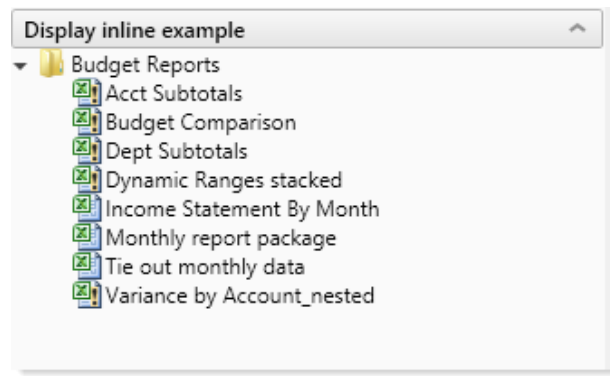 Display inline example
Budget Reports
Acct Subtotals
Budget Comparison
Dept Subtotals
Dynamic Ranges stacked
Income Statement By Month
Monthly report package
Tie out monthly data
Variance by Account_nested